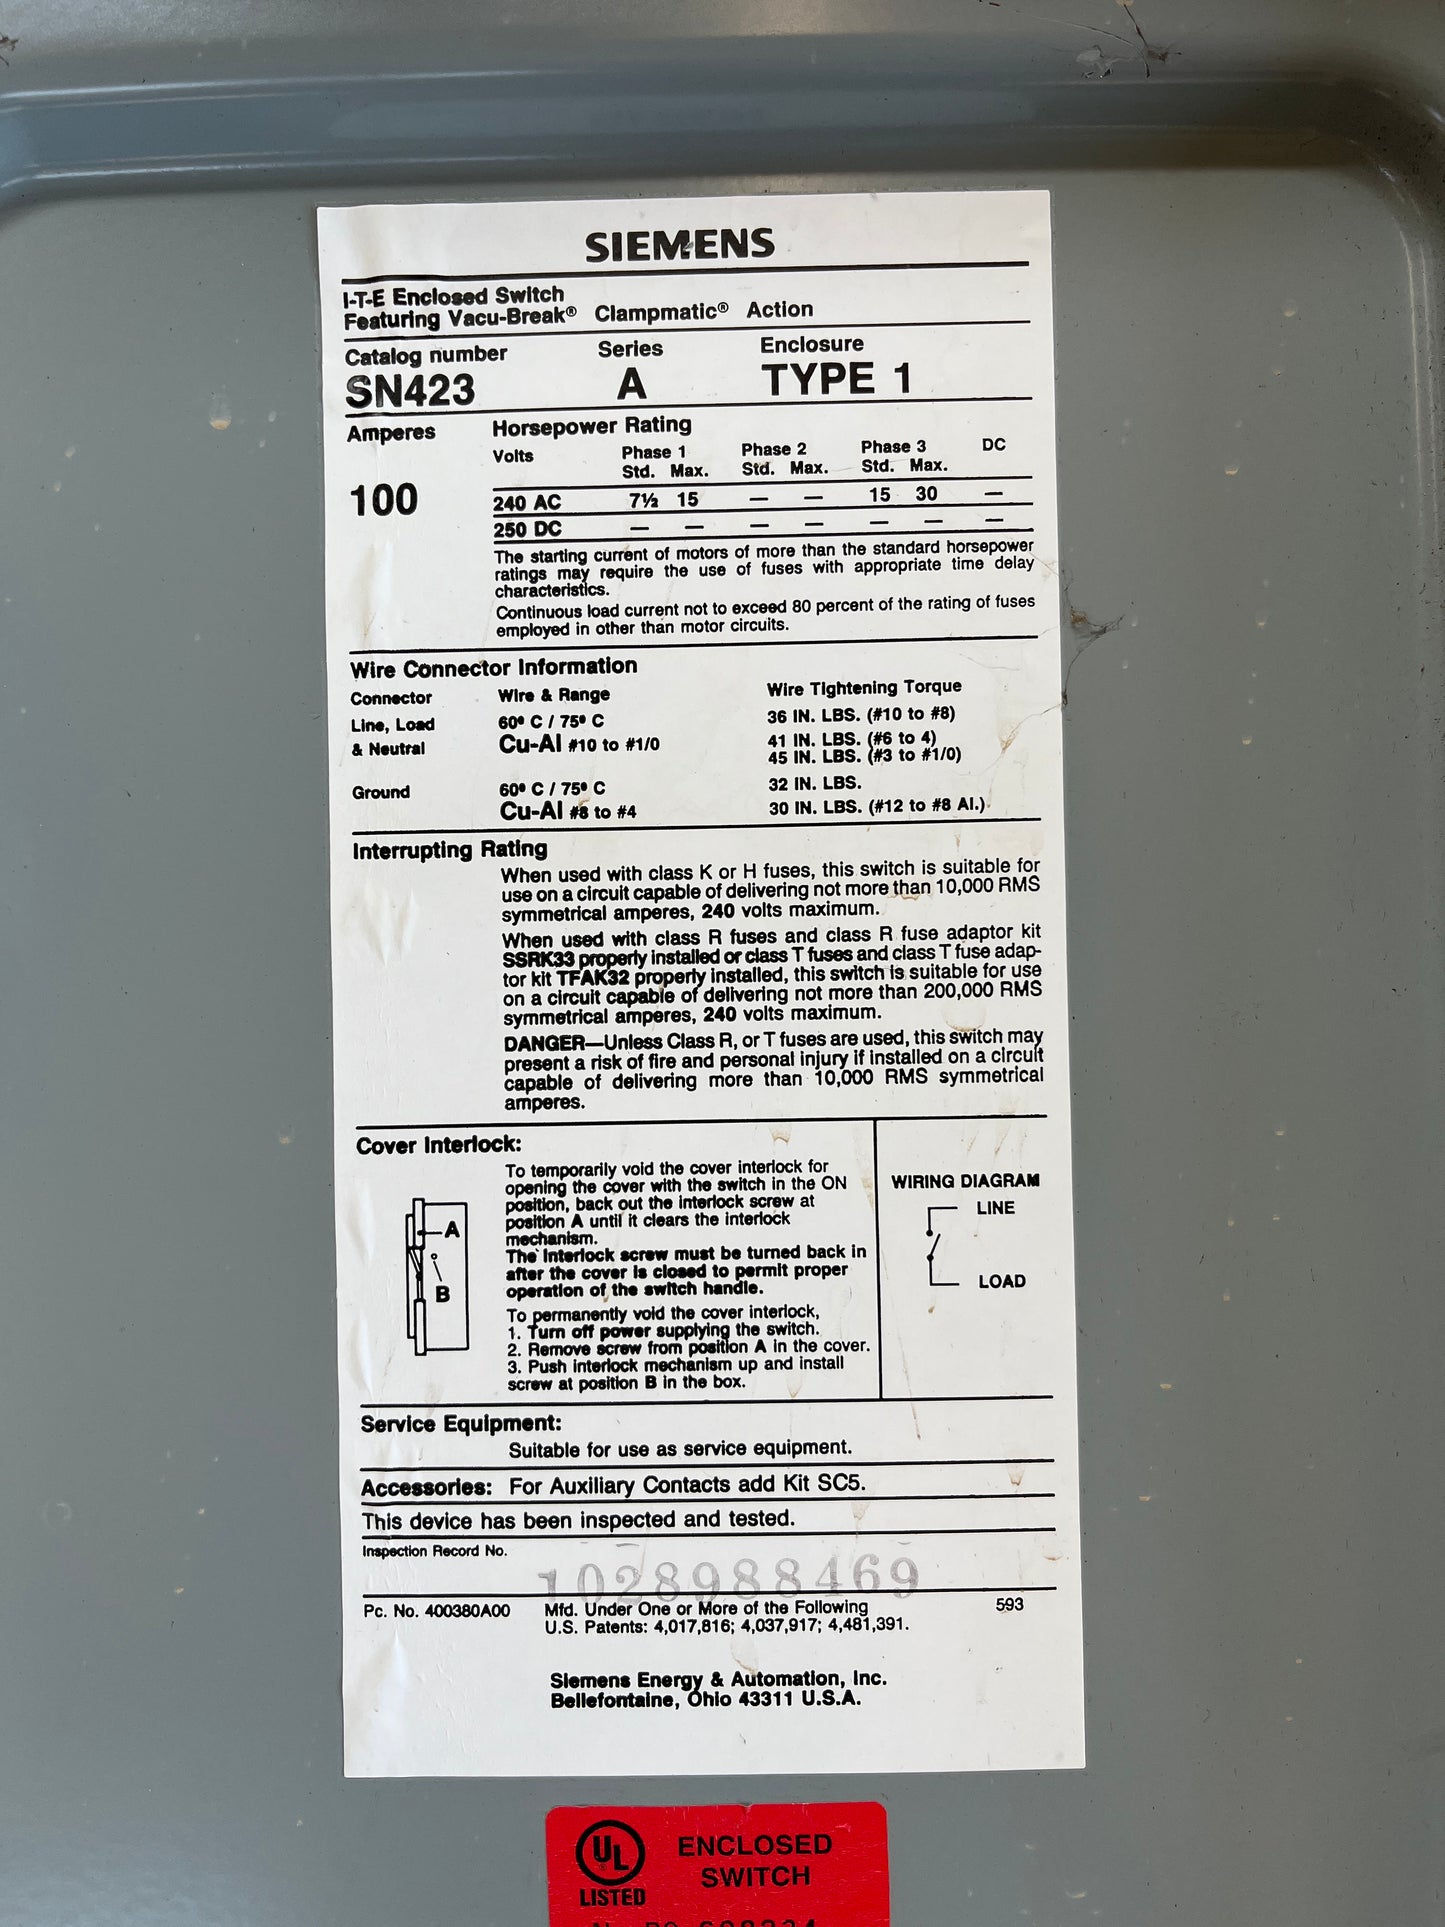 SIEMENS
I-T-E Enclosed Switch
Featuring Vacu-Break® Clampmatic® Action
Catalog number Series Enclosure
SN423 A TYPE 1
Amperes Horsepower Rating
Volts Phase 1 Phase 2 Phase 3 DC
Std. Max. Std. Max. Std. Max.
100
240 AC 7½ 15 — — 15 30 —
250 DC — — — — — — —
The starting current of motors of more than the standard horsepower
ratings may require the use of fuses with appropriate time delay
characteristics.
Continuous load current not to exceed 80 percent of the rating of fuses
employed in other than motor circuits.
Wire Connector Information
Connector Wire & Range Wire Tightening Torque
Line, Load 60° C / 75° C 36 IN. LBS. (#10 to #8)
& Neutral Cu-Al #10 to #1/0 41 IN. LBS. (#6 to 4)
45 IN. LBS. (#3 to #1/0)
Ground 60° C / 75° C 32 IN. LBS.
Cu-Al #8 to #4 30 IN. LBS. (#12 to #8 Al.)
Interrupting Rating
When used with class K or H fuses, this switch is suitable for
use on a circuit capable of delivering not more than 10,000 RMS
symmetrical amperes, 240 volts maximum.
When used with class R fuses and class R fuse adaptor kit
SSRK33 properly installed or class T fuses and class T fuse adap-
tor kit TFAK32 properly installed, this switch is suitable for use
on a circuit capable of delivering not more than 200,000 RMS
symmetrical amperes, 240 volts maximum.
DANGER—Unless Class R, or T fuses are used, this switch may
present a risk of fire and personal injury if installed on a circuit
capable of delivering more than 10,000 RMS symmetrical
amperes.
Cover Interlock:
To temporarily void the cover interlock for
opening the cover with the switch in the ON
position, back out the interlock screw at
position A until it clears the interlock
mechanism.
The Interlock screw must be turned back in
after the cover is closed to permit proper
operation of the switch handle.
To permanently void the cover interlock,
1. Turn off power supplying the switch.
2. Remove screw from position A in the cover.
3. Push interlock mechanism up and install
screw at position B in the box.
A
B
WIRING DIAGRAM
LINE
LOAD
Service Equipment:
Suitable for use as service equipment.
Accessories: For Auxiliary Contacts add Kit SC5.
This device has been inspected and tested.
Inspection Record No.
1028988469
Pc. No. 400380A00 Mfd. Under One or More of the Following 593
U.S. Patents: 4,017,816; 4,037,917; 4,481,391.
Siemens Energy & Automation, Inc.
Bellefontaine, Ohio 43311 U.S.A.
UL
LISTED
ENCLOSED
SWITCH